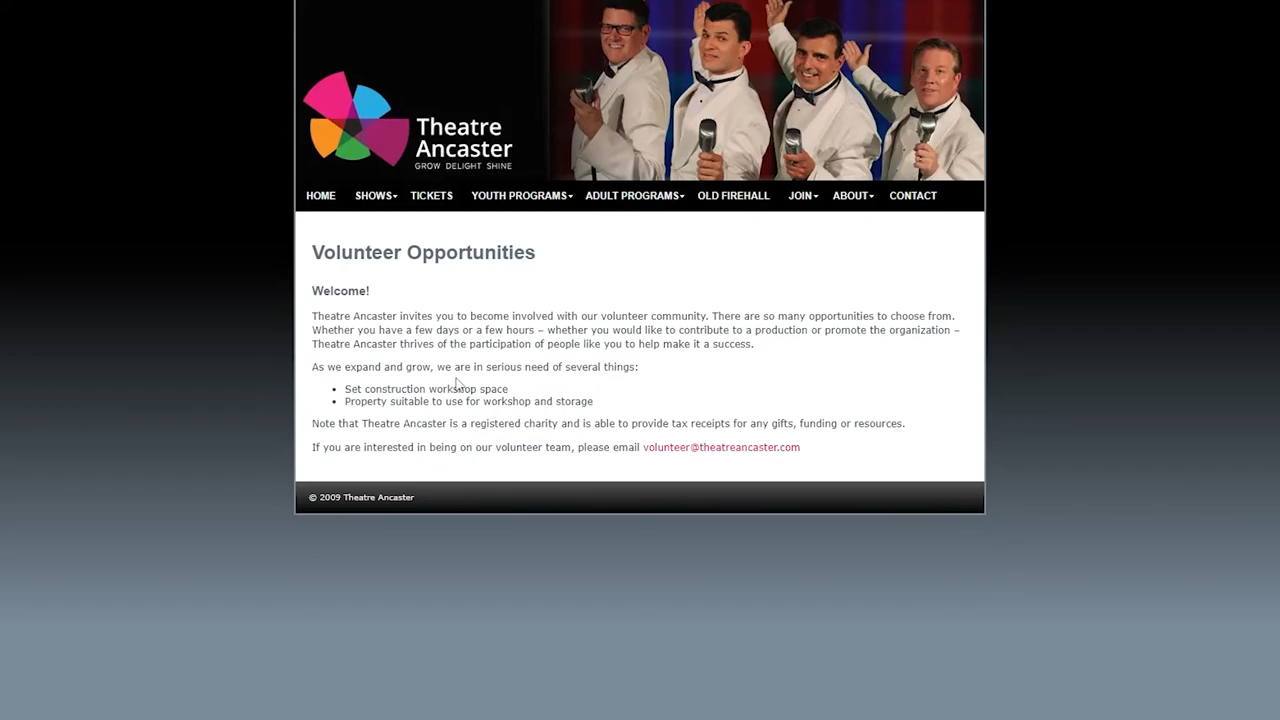 Theatre
Ancaster
GROW DELIGHT SHINE
HOME SHOWS TICKETS YOUTH PROGRAMS ADULT PROGRAMS OLD FIREHALL JOIN ABOUT CONTACT
Volunteer Opportunities
Welcome!
Theatre Ancaster invites you to become involved with our volunteer community. There are so many opportunities to choose from.
Whether you have a few days or a few hours – whether you would like to contribute to a production or promote the organization –
Theatre Ancaster thrives of the participation of people like you to help make it a success.
As we expand and grow, we are in serious need of several things:
• Set construction workshop space
• Property suitable to use for workshop and storage
Note that Theatre Ancaster is a registered charity and is able to provide tax receipts for any gifts, funding or resources.
If you are interested in being on our volunteer team, please email volunteer@theatreancaster.com
© 2009 Theatre Ancaster